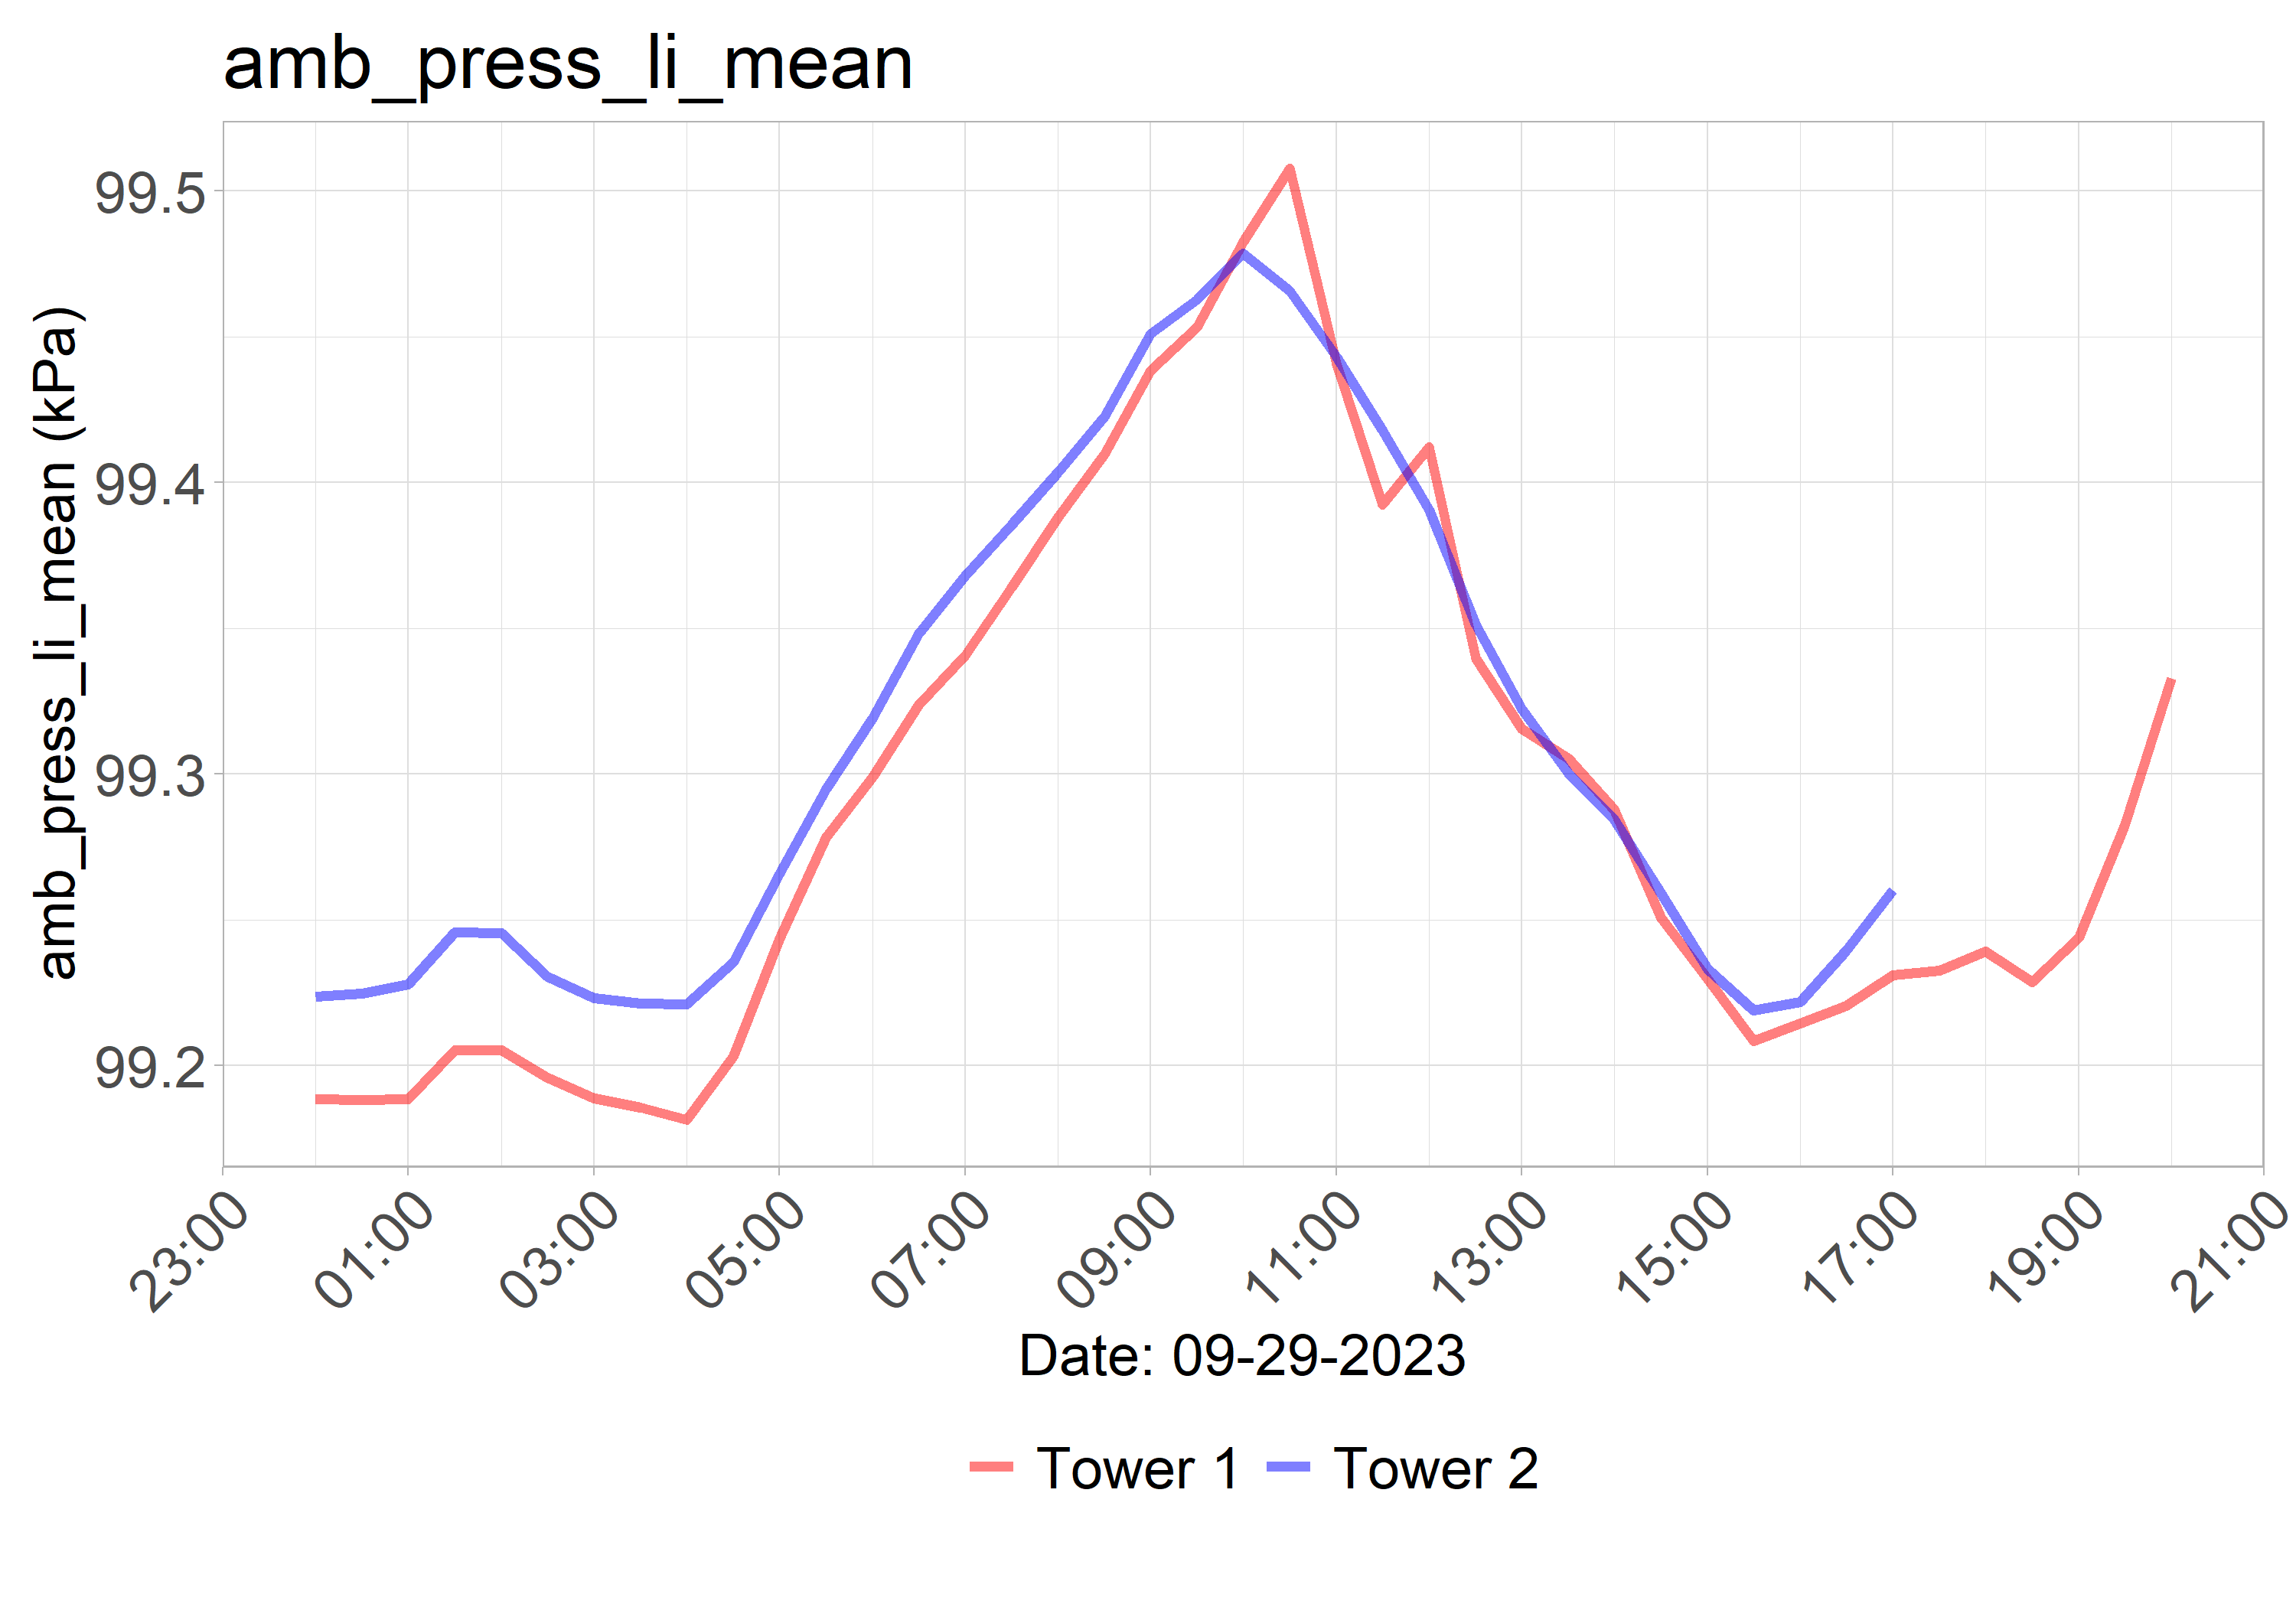 amb_press_li_mean
amb_press_li_mean (kPa)
99.5
99.4
99.3
99.2
23:00 01:00 03:00 05:00 07:00 09:00 11:00 13:00 15:00 17:00 19:00 21:00
Date: 09-29-2023
Tower 1 Tower 2